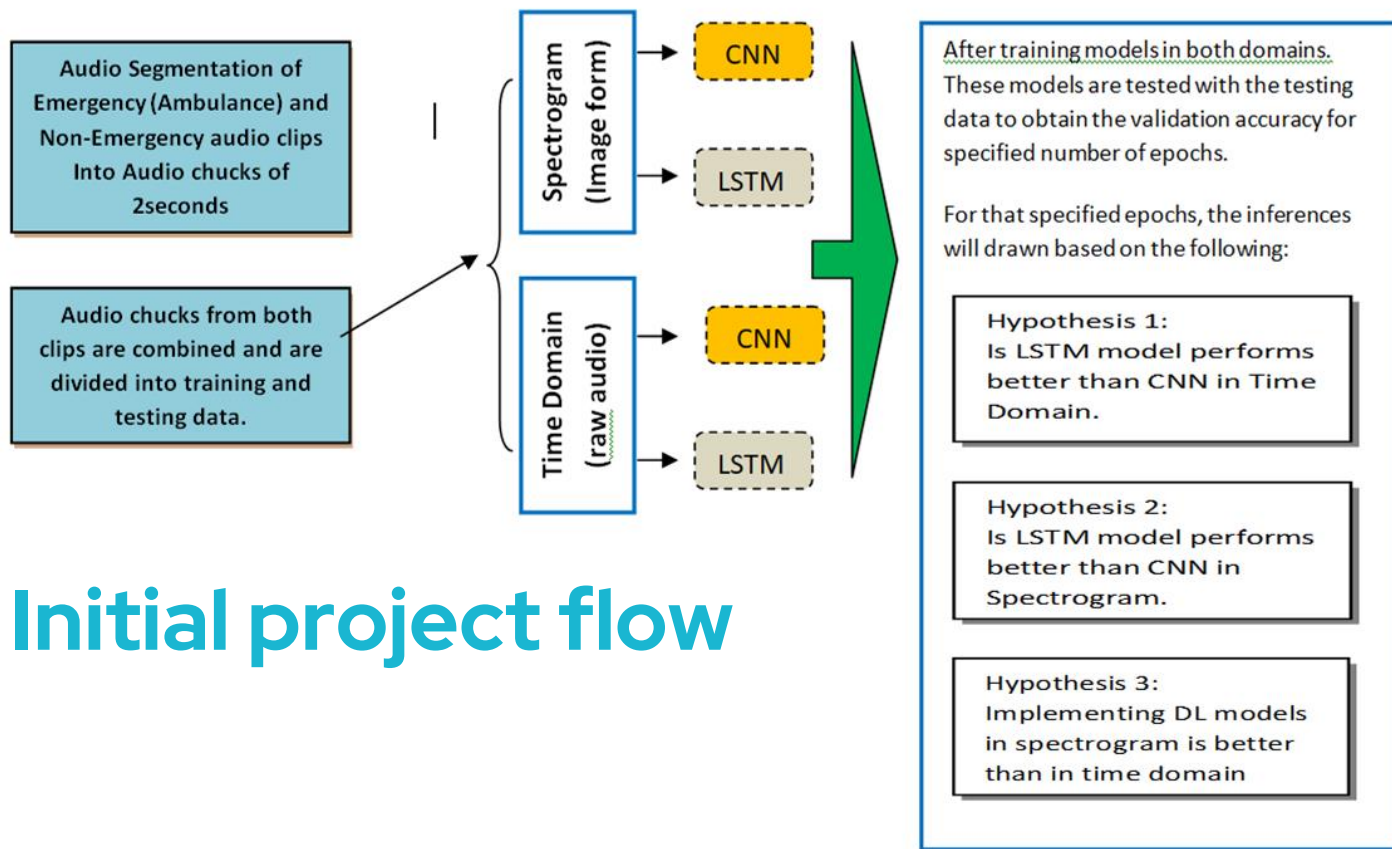 Audio Segmentation of
Emergency (Ambulance) and
Non-Emergency audio clips
Into Audio chucks of
2seconds
Audio chucks from both
clips are combined and are
divided into training and
testing data.
Spectrogram
(Image form)
CNN
LSTM
Time Domain
(raw audio)
CNN
LSTM
After training models in both domains.
These models are tested with the testing
data to obtain the validation accuracy for
specified number of epochs.
For that specified epochs, the inferences
will drawn based on the following:
Hypothesis 1:
Is LSTM model performs
better than CNN in Time
Domain.
Hypothesis 2:
Is LSTM model performs
better than CNN in
Spectrogram.
Hypothesis 3:
Implementing DL models
in spectrogram is better
than in time domain
Initial project flow